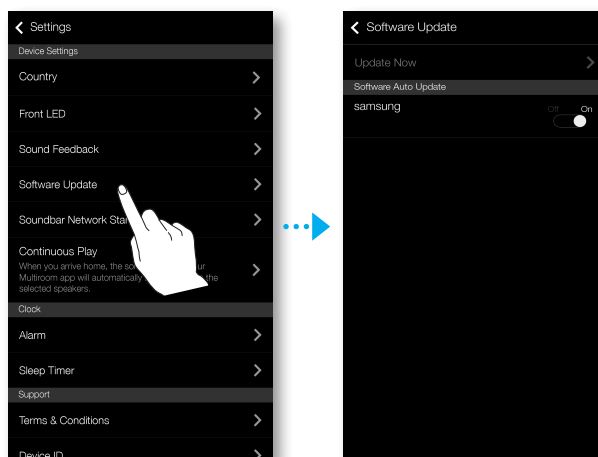 Settings
Device Settings
Country
Front LED
Sound Feedback
Software Update
Soundbar Network Sta
Continuous Play
When you arrive home, the so ur
Multiroom app will automatically the
selected speakers.
Clock
Alarm
Sleep Timer
Support
Terms & Conditions
Device ID
Software Update
Update Now
Software Auto Update
samsung
Off On